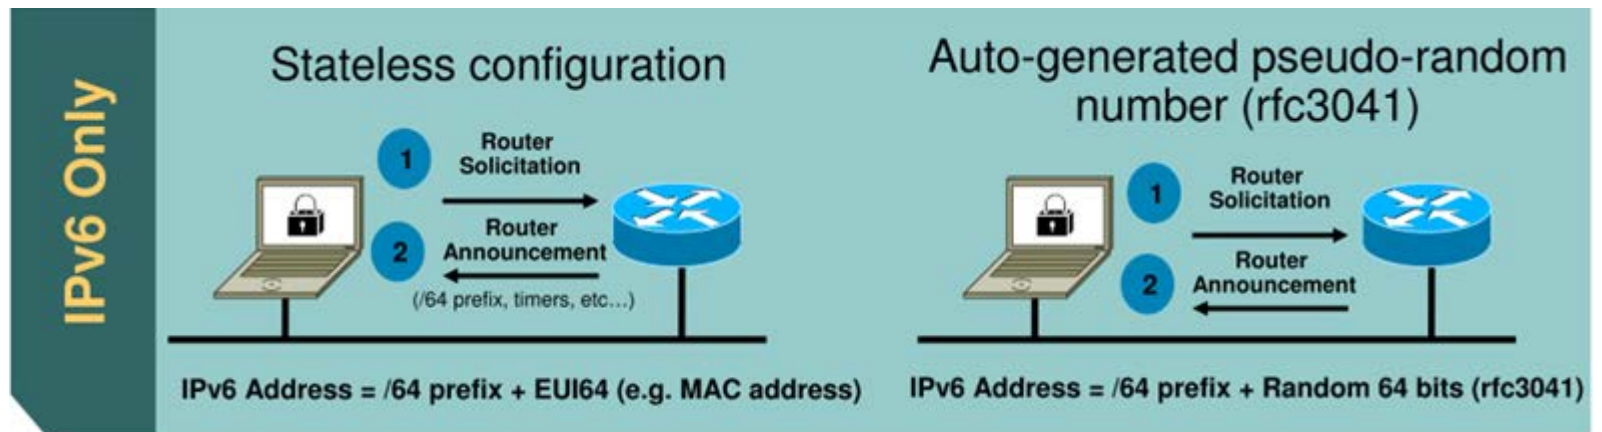 IPv6 Only
Stateless configuration
1
Router
Solicitation
2
Router
Announcement
(/64 prefix, timers, etc...)
IPv6 Address = /64 prefix + EUI64 (e.g. MAC address)
Auto-generated pseudo-random
number (rfc3041)
1
Router
Solicitation
2
Router
Announcement
IPv6 Address = /64 prefix + Random 64 bits (rfc3041)